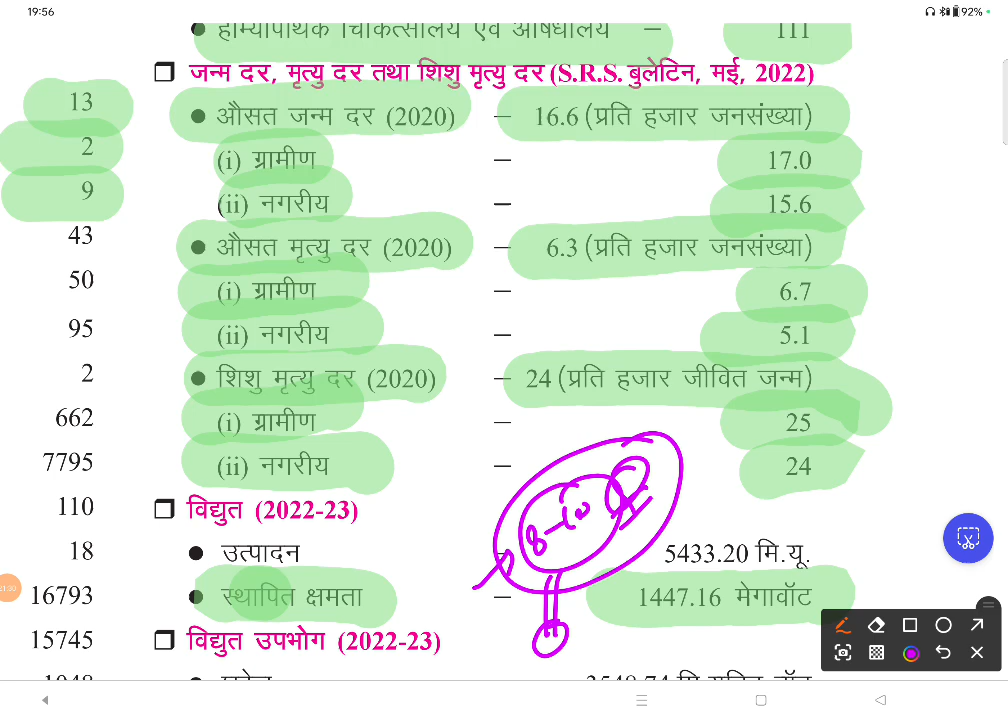 19:56
92%
● होम्योपैथिक चिकित्सालय एवं औषधालय – 111
❒ जन्म दर, मृत्यु दर तथा शिशु मृत्यु दर (S.R.S. बुलेटिन, मई, 2022)
13 ● औसत जन्म दर (2020) – 16.6 (प्रति हजार जनसंख्या)
2 (i) ग्रामीण – 17.0
9 (ii) नगरीय – 15.6
43 ● औसत मृत्यु दर (2020) – 6.3 (प्रति हजार जनसंख्या)
50 (i) ग्रामीण – 6.7
95 (ii) नगरीय – 5.1
2 ● शिशु मृत्यु दर (2020) – 24 (प्रति हजार जीवित जन्म)
662 (i) ग्रामीण – 25
7795 (ii) नगरीय – 24
110 ❒ विद्युत (2022-23)
18 ● उत्पादन – 5433.20 मि.यू.
21:30
16793 ● स्थापित क्षमता – 1447.16 मेगावॉट
15745 ❒ विद्युत उपभोग (2022-23)